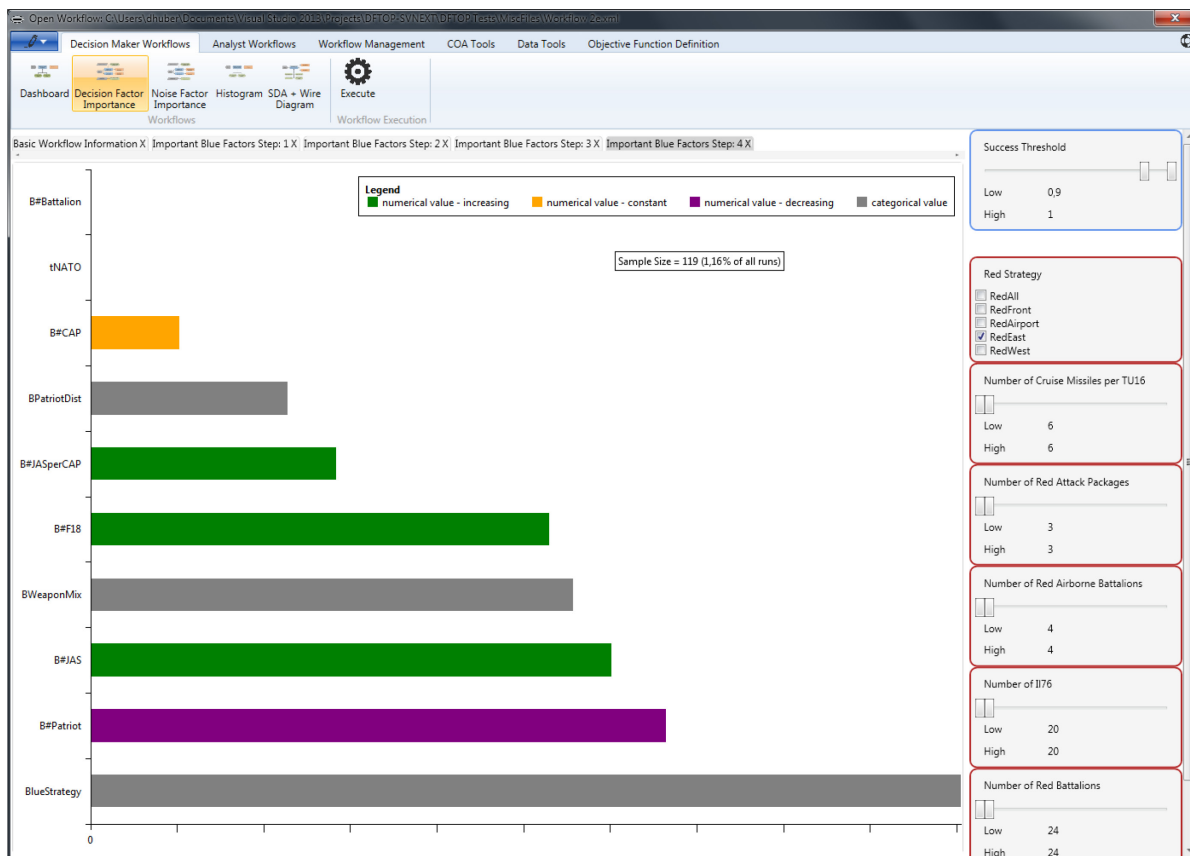 Open Workflow: C:\Users\dhuber\Documents\Visual Studio 2013\Projects\DFTOP\SVNEXT\DFTOP.Tests\MiscFiles\Workflow_2e.xml
Decision Maker Workflows Analyst Workflows Workflow Management COA Tools Data Tools Objective Function Definition
Dashboard Decision Factor Importance Noise Factor Importance Histogram SDA + Wire Diagram Execute
Workflows Workflow Execution
Basic Workflow Information X Important Blue Factors Step: 1 X Important Blue Factors Step: 2 X Important Blue Factors Step: 3 X Important Blue Factors Step: 4 X
Legend
numerical value - increasing numerical value - constant numerical value - decreasing categorical value
Sample Size = 119 (1,16% of all runs)
B#Battalion
tNATO
B#CAP
BPatriotDist
B#JASperCAP
B#F18
BWeaponMix
B#JAS
B#Patriot
BlueStrategy
0
Success Threshold
Low 0,9
High 1
Red Strategy
RedAll
RedFront
RedAirport
RedEast
RedWest
Number of Cruise Missiles per TU16
Low 6
High 6
Number of Red Attack Packages
Low 3
High 3
Number of Red Airborne Battalions
Low 4
High 4
Number of Il76
Low 20
High 20
Number of Red Battalions
Low 24
High 24